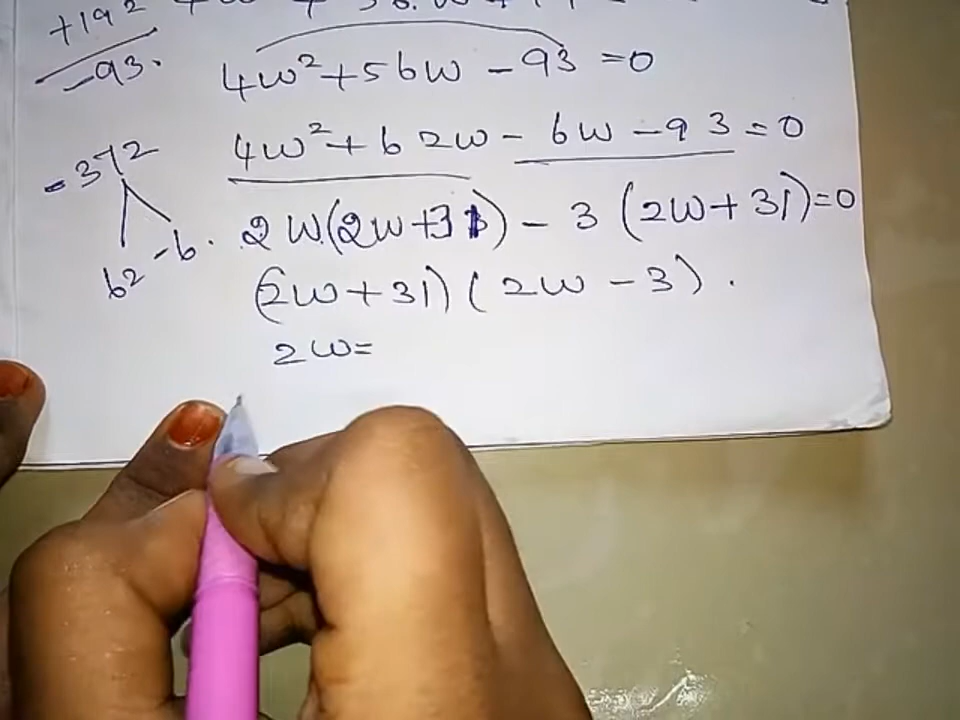 +192
-93.
4w²+56w - 93 =0
-372
62 -6.
4w²+62w - 6w - 93 =0
2w(2w+31) - 3 (2w+31)=0
(2w+31) (2w - 3).
2w=